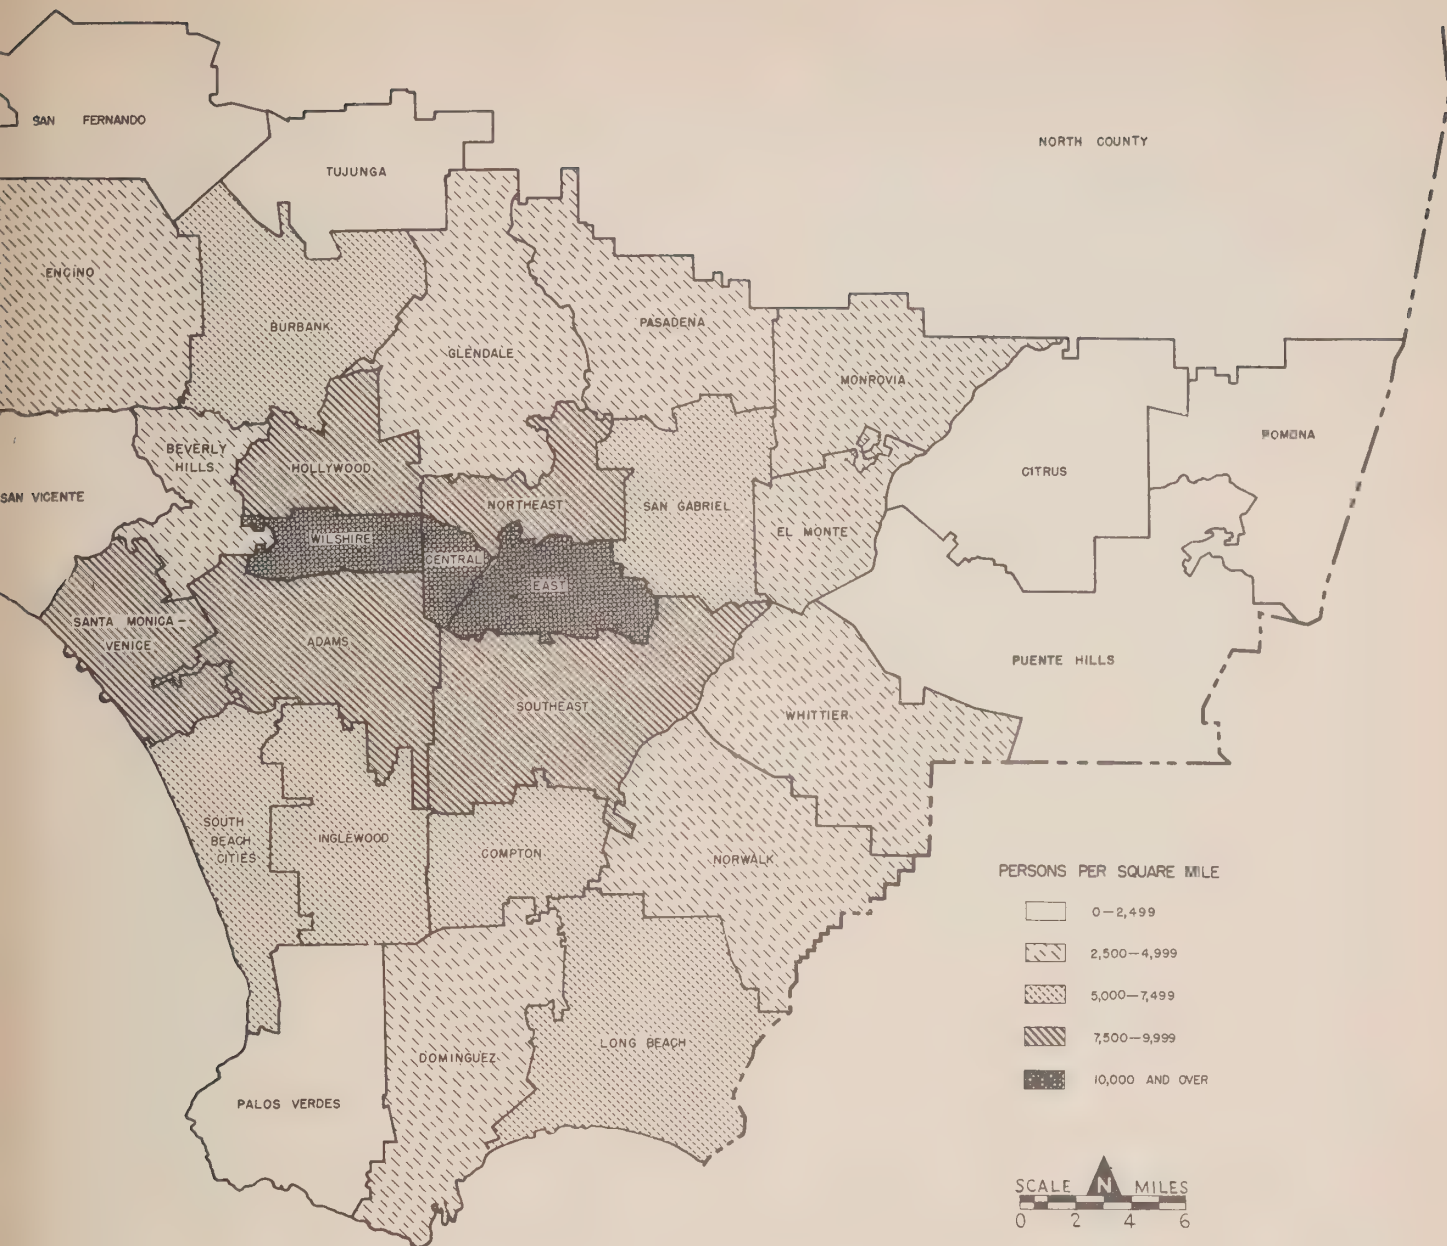 SAN FERNANDO
NORTH COUNTY
TUJUNGA
ENCINO
BURBANK
PASADENA
GLENDALE
MONROVIA
POMONA
BEVERLY
HILLS
HOLLYWOOD
CITRUS
SAN VICENTE
NORTHEAST
SAN GABRIEL
EL MONTE
WILSHIRE
CENTRAL
EAST
SANTA MONICA –
VENICE
ADAMS
PUENTE HILLS
SOUTHEAST
WHITTIER
SOUTH
BEACH
CITIES
INGLEWOOD
COMPTON
NORWALK
LONG BEACH
DOMINGUEZ
PALOS VERDES
PERSONS PER SQUARE MILE
0–2,499
2,500–4,999
5,000–7,499
7,500–9,999
10,000 AND OVER
SCALE N MILES
0 2 4 6